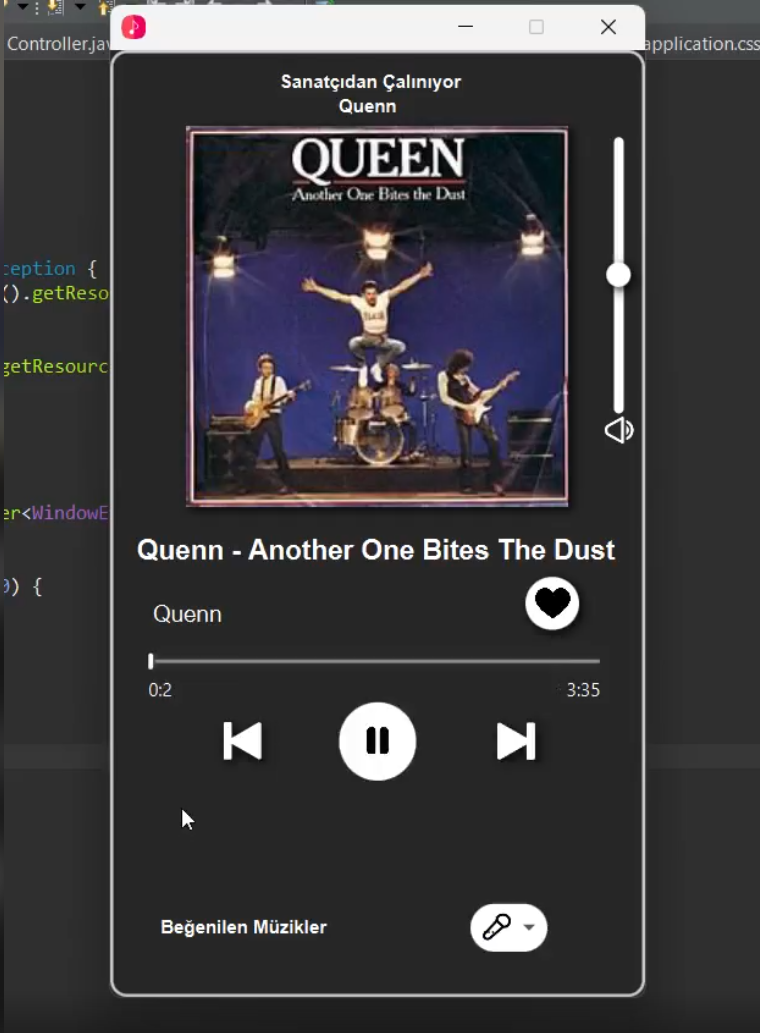 Controller.jav
application.css
Sanatçıdan Çalınıyor
Quenn
QUEEN
Another One Bites the Dust
ception {
().getReso
getResourc
er<WindowE
0) {
Quenn - Another One Bites The Dust
Quenn
0:2
3:35
Beğenilen Müzikler